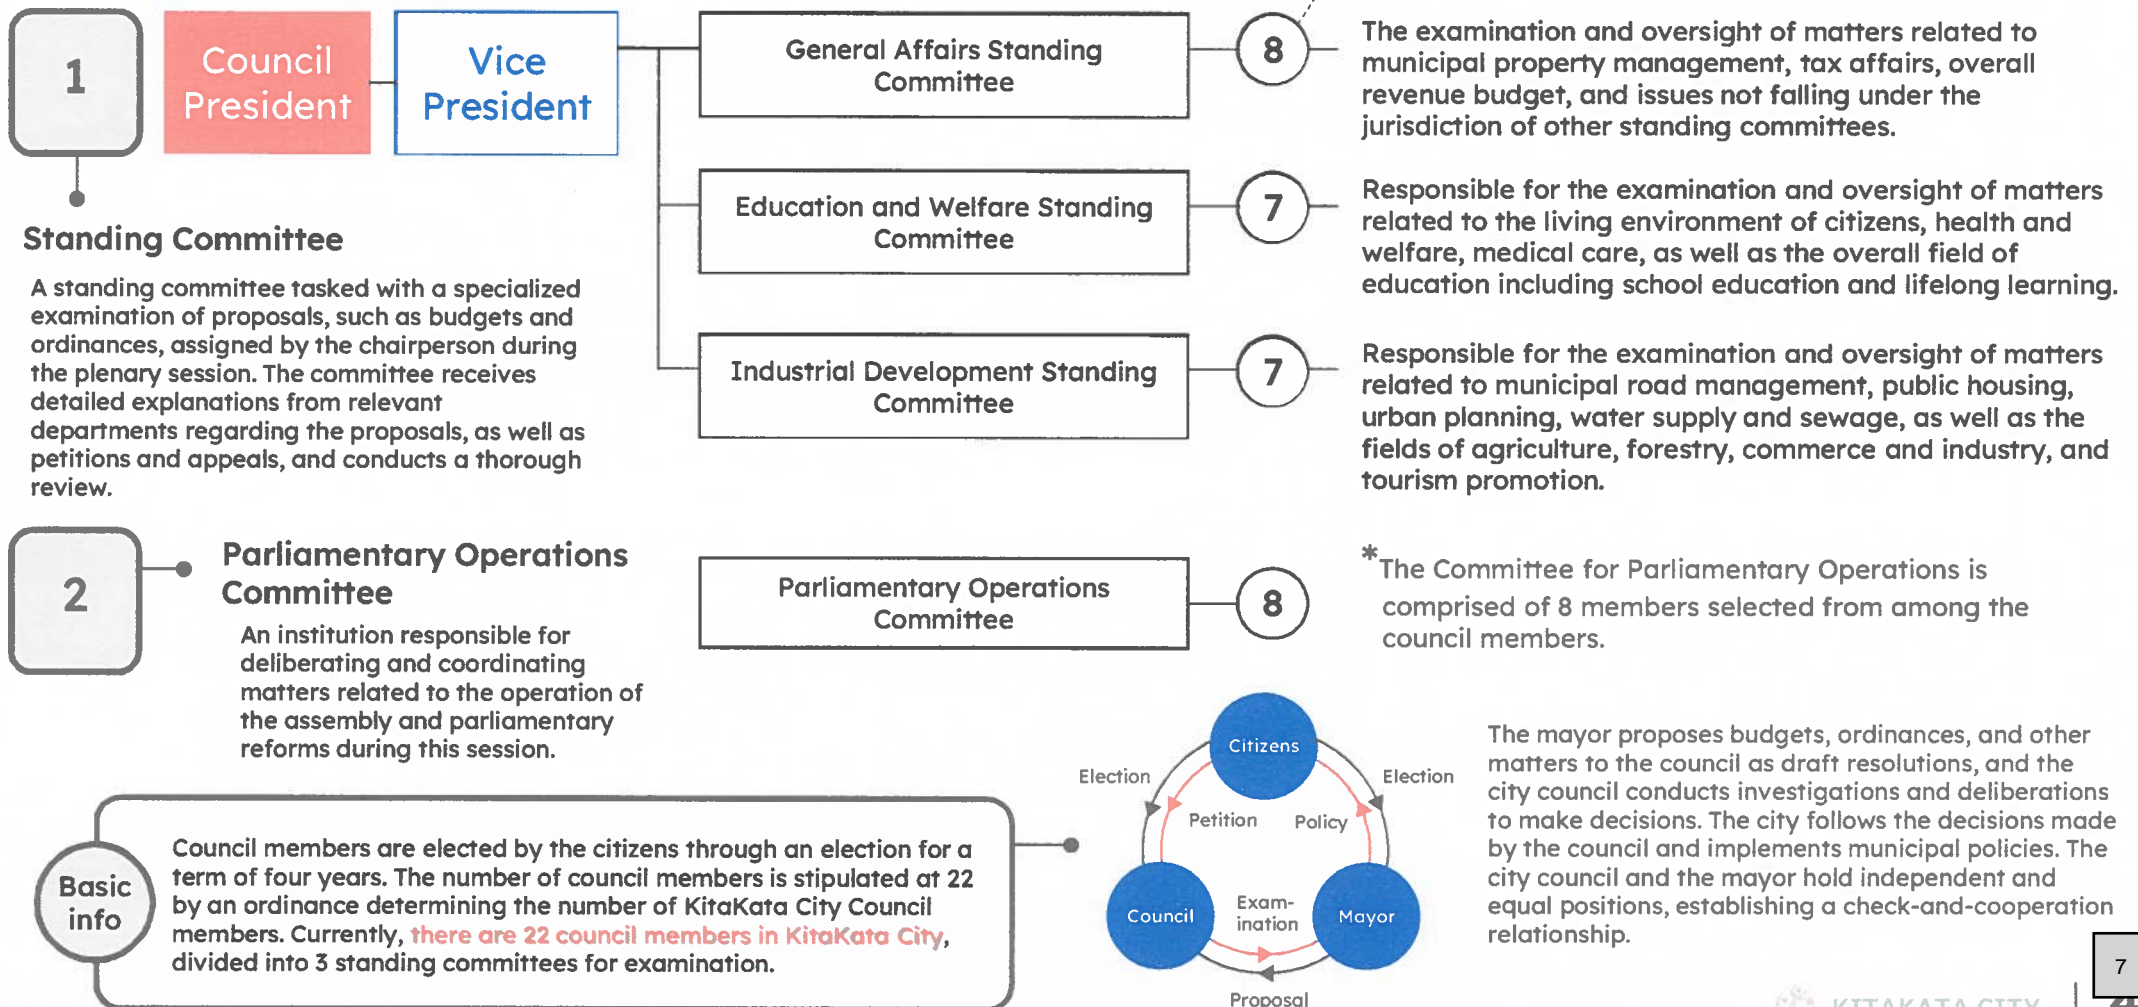 1
Council
President
Vice
President
General Affairs Standing
Committee
8
The examination and oversight of matters related to
municipal property management, tax affairs, overall
revenue budget, and issues not falling under the
jurisdiction of other standing committees.
Education and Welfare Standing
Committee
7
Responsible for the examination and oversight of matters
related to the living environment of citizens, health and
welfare, medical care, as well as the overall field of
education including school education and lifelong learning.
Industrial Development Standing
Committee
7
Responsible for the examination and oversight of matters
related to municipal road management, public housing,
urban planning, water supply and sewage, as well as the
fields of agriculture, forestry, commerce and industry, and
tourism promotion.
Standing Committee
A standing committee tasked with a specialized
examination of proposals, such as budgets and
ordinances, assigned by the chairperson during
the plenary session. The committee receives
detailed explanations from relevant
departments regarding the proposals, as well as
petitions and appeals, and conducts a thorough
review.
2
Parliamentary Operations
Committee
An institution responsible for
deliberating and coordinating
matters related to the operation of
the assembly and parliamentary
reforms during this session.
Parliamentary Operations
Committee
8
*The Committee for Parliamentary Operations is
comprised of 8 members selected from among the
council members.
Basic
info
Council members are elected by the citizens through an election for a
term of four years. The number of council members is stipulated at 22
by an ordinance determining the number of KitaKata City Council
members. Currently, there are 22 council members in KitaKata City,
divided into 3 standing committees for examination.
Citizens
Election
Election
Petition
Policy
Council
Exam-
ination
Mayor
Proposal
The mayor proposes budgets, ordinances, and other
matters to the council as draft resolutions, and the
city council conducts investigations and deliberations
to make decisions. The city follows the decisions made
by the council and implements municipal policies. The
city council and the mayor hold independent and
equal positions, establishing a check-and-cooperation
relationship.
7
KITAKATA CITY